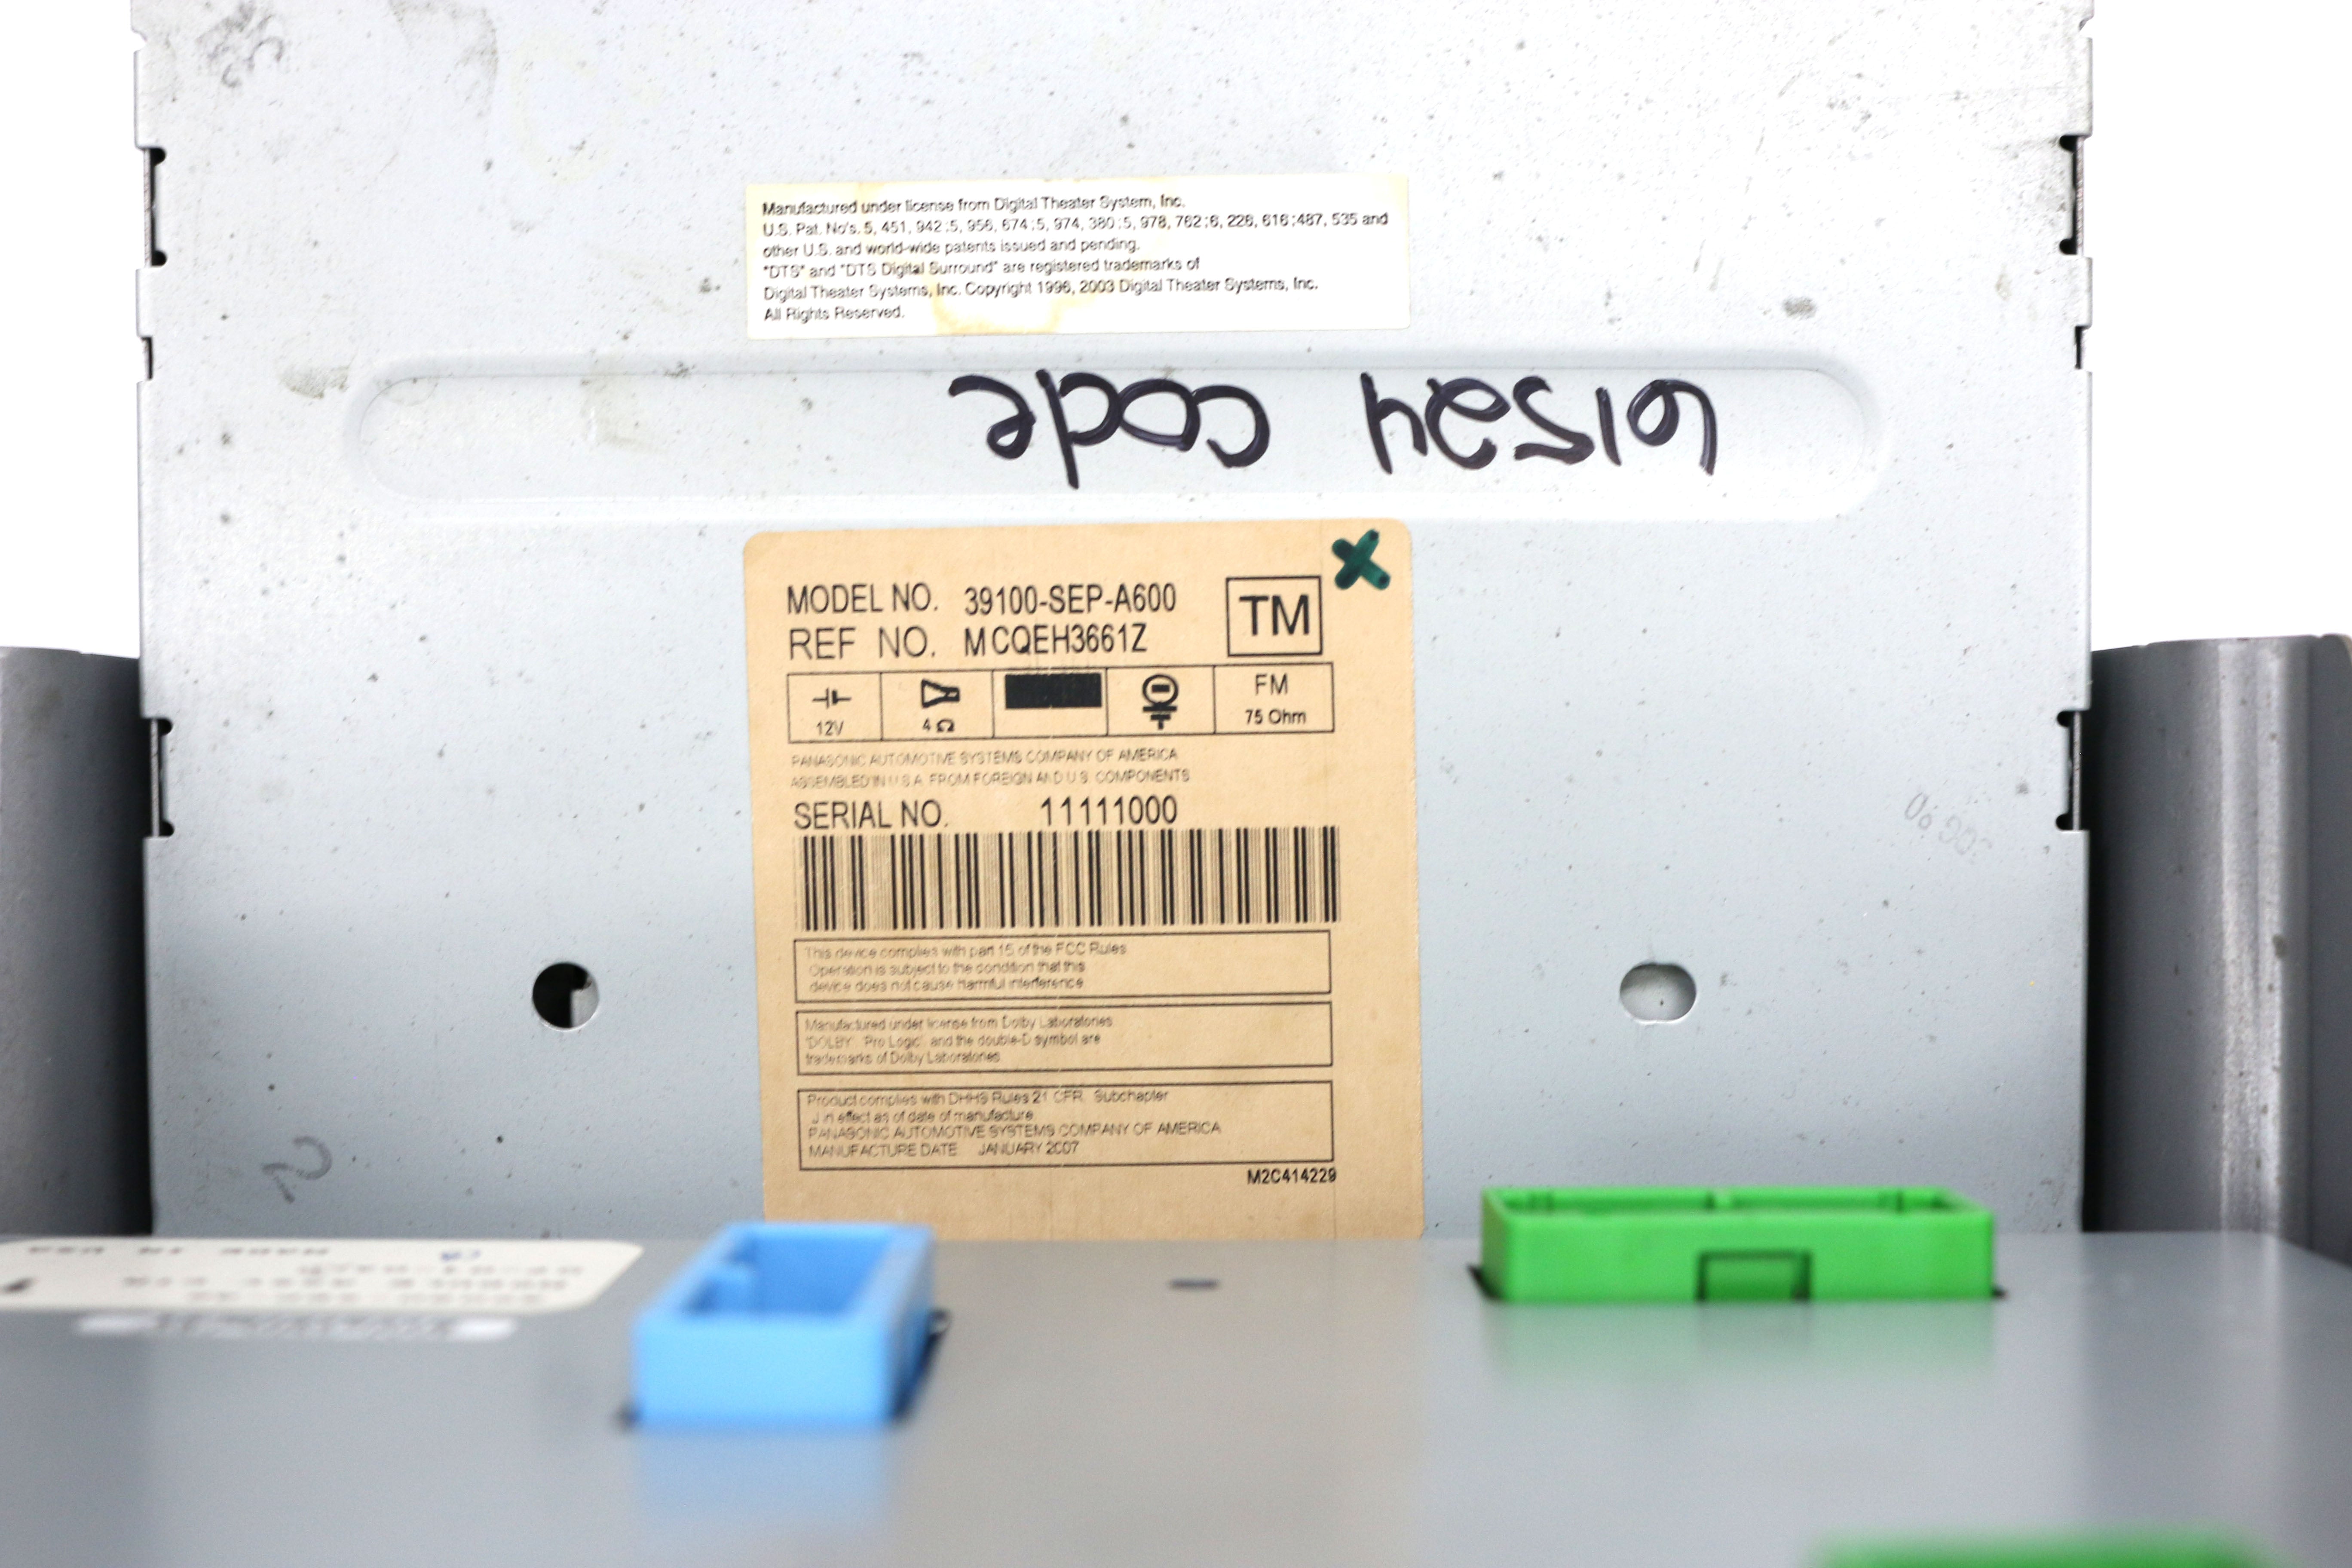 Manufactured under license from Digital Theater System, Inc.
U.S. Pat. No's. 5, 451, 942 ;5, 956, 674 ;5, 974, 380 ;5, 978, 762 ;6, 226, 616 ;487, 535 and
other U.S. and world-wide patents issued and pending.
"DTS" and "DTS Digital Surround" are registered trademarks of
Digital Theater Systems, Inc. Copyright 1996, 2003 Digital Theater Systems, Inc.
All Rights Reserved.
61524 code
MODEL NO. 39100-SEP-A600
REF NO. MCQEH3661Z
TM
12V
4Ω
FM
75 Ohm
PANASONIC AUTOMOTIVE SYSTEMS COMPANY OF AMERICA
ASSEMBLED IN U S A FROM FOREIGN AND U S COMPONENTS
SERIAL NO. 11111000
This device complies with part 15 of the FCC Rules
Operation is subject to the condition that this
device does not cause Harmful interference.
Manufactured under license from Dolby Laboratories
'DOLBY' 'Pro Logic' and the double-D symbol are
trademarks of Dolby Laboratories
Product complies with DHHS Rules 21 CFR Subchapter
J in effect as of date of manufacture
PANASONIC AUTOMOTIVE SYSTEMS COMPANY OF AMERICA
MANUFACTURE DATE JANUARY 2007
M2C414229